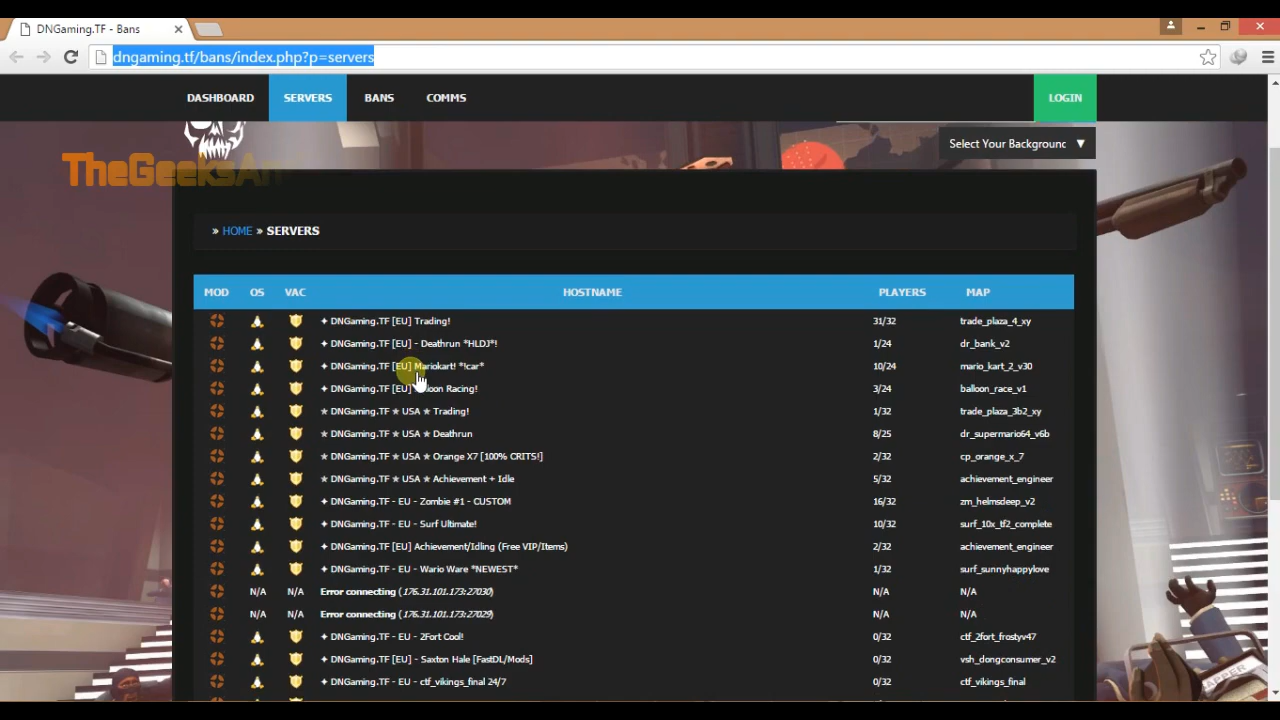 DNGaming.TF - Bans
dngaming.tf/bans/index.php?p=servers
DASHBOARD SERVERS BANS COMMS LOGIN
Select Your Background ▼
TheGeeksAr
» HOME » SERVERS
MOD OS VAC HOSTNAME PLAYERS MAP
✦ DNGaming.TF [EU] Trading! 31/32 trade_plaza_4_xy
✦ DNGaming.TF [EU] - Deathrun *HLDJ*! 1/24 dr_bank_v2
✦ DNGaming.TF [EU] Mariokart! *!car* 10/24 mario_kart_2_v30
✦ DNGaming.TF [EU] loon Racing! 3/24 balloon_race_v1
★ DNGaming.TF ★ USA ★ Trading! 1/32 trade_plaza_3b2_xy
★ DNGaming.TF ★ USA ★ Deathrun 8/25 dr_supermario64_v6b
★ DNGaming.TF ★ USA ★ Orange X7 [100% CRITS!] 2/32 cp_orange_x_7
★ DNGaming.TF ★ USA ★ Achievement + Idle 5/32 achievement_engineer
✦ DNGaming.TF - EU - Zombie #1 - CUSTOM 16/32 zm_helmsdeep_v2
✦ DNGaming.TF - EU - Surf Ultimate! 10/32 surf_10x_tf2_complete
✦ DNGaming.TF [EU] Achievement/Idling (Free VIP/Items) 2/32 achievement_engineer
✦ DNGaming.TF - EU - Wario Ware *NEWEST* 1/32 surf_sunnyhappylove
N/A N/A Error connecting (176.31.101.173:27030) N/A N/A
N/A N/A Error connecting (176.31.101.173:27029) N/A N/A
✦ DNGaming.TF - EU - 2Fort Cool! 0/32 ctf_2fort_frostyv47
✦ DNGaming.TF [EU] - Saxton Hale [FastDL/Mods] 0/32 vsh_dongconsumer_v2
✦ DNGaming.TF - EU - ctf_vikings_final 24/7 0/32 ctf_vikings_final